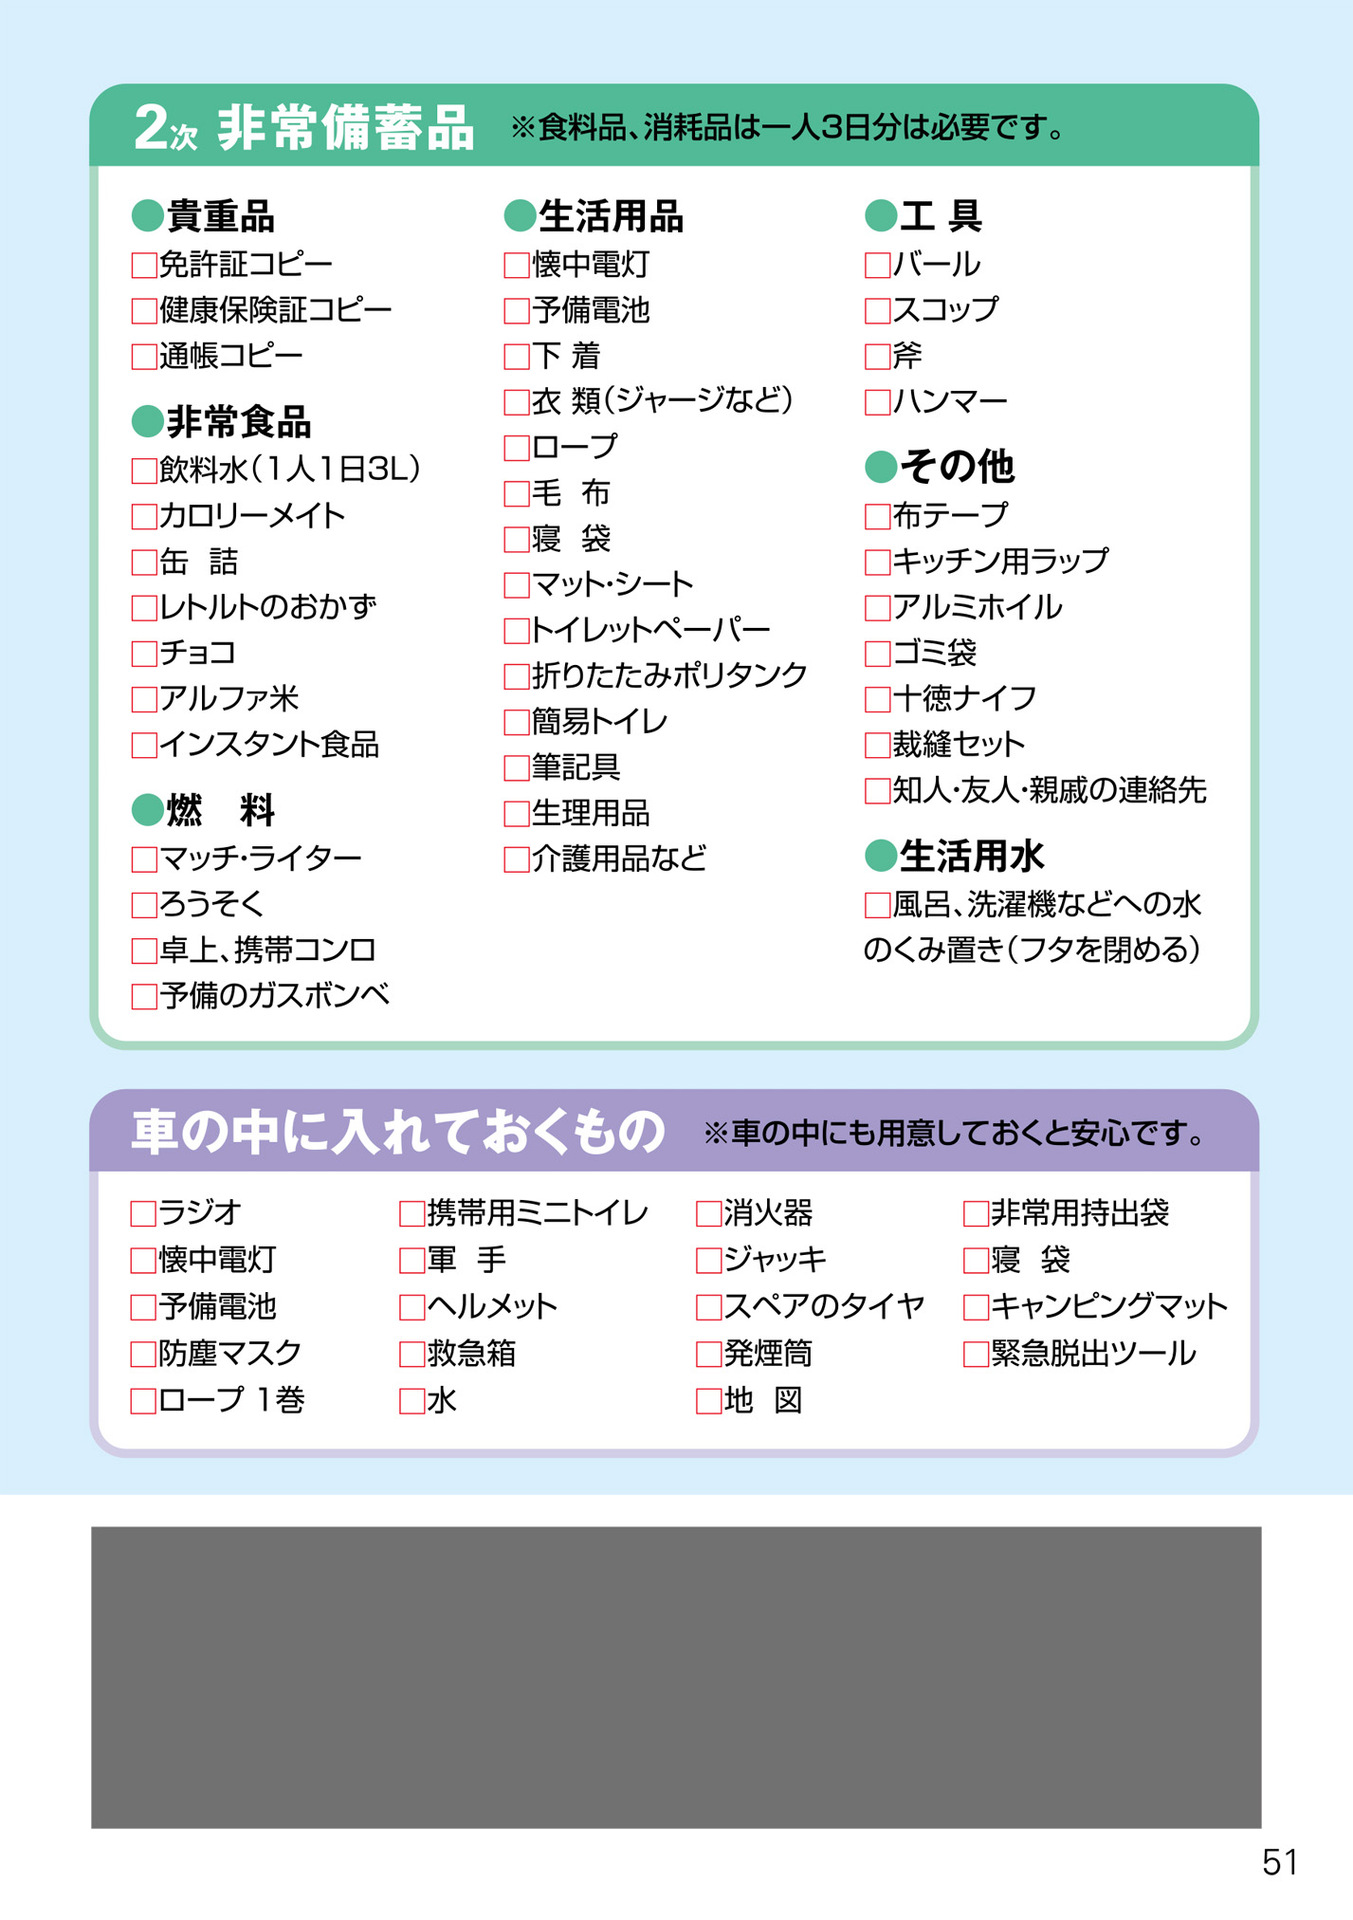 2次 非常備蓄品 ※食料品、消耗品は一人3日分は必要です。
●貴重品
□免許証コピー
□健康保険証コピー
□通帳コピー
●非常食品
□飲料水(1人1日3L)
□カロリーメイト
□缶 詰
□レトルトのおかず
□チョコ
□アルファ米
□インスタント食品
●燃 料
□マッチ・ライター
□ろうそく
□卓上、携帯コンロ
□予備のガスボンベ
●生活用品
□懐中電灯
□予備電池
□下 着
□衣 類(ジャージなど)
□ロープ
□毛 布
□寝 袋
□マット・シート
□トイレットペーパー
□折りたたみポリタンク
□簡易トイレ
□筆記具
□生理用品
□介護用品など
●工 具
□バール
□スコップ
□斧
□ハンマー
●その他
□布テープ
□キッチン用ラップ
□アルミホイル
□ゴミ袋
□十徳ナイフ
□裁縫セット
□知人・友人・親戚の連絡先
●生活用水
□風呂、洗濯機などへの水
のくみ置き(フタを閉める)
車の中に入れておくもの ※車の中にも用意しておくと安心です。
□ラジオ
□懐中電灯
□予備電池
□防塵マスク
□ロープ 1巻
□携帯用ミニトイレ
□軍 手
□ヘルメット
□救急箱
□水
□消火器
□ジャッキ
□スペアのタイヤ
□発煙筒
□地 図
□非常用持出袋
□寝 袋
□キャンピングマット
□緊急脱出ツール
51